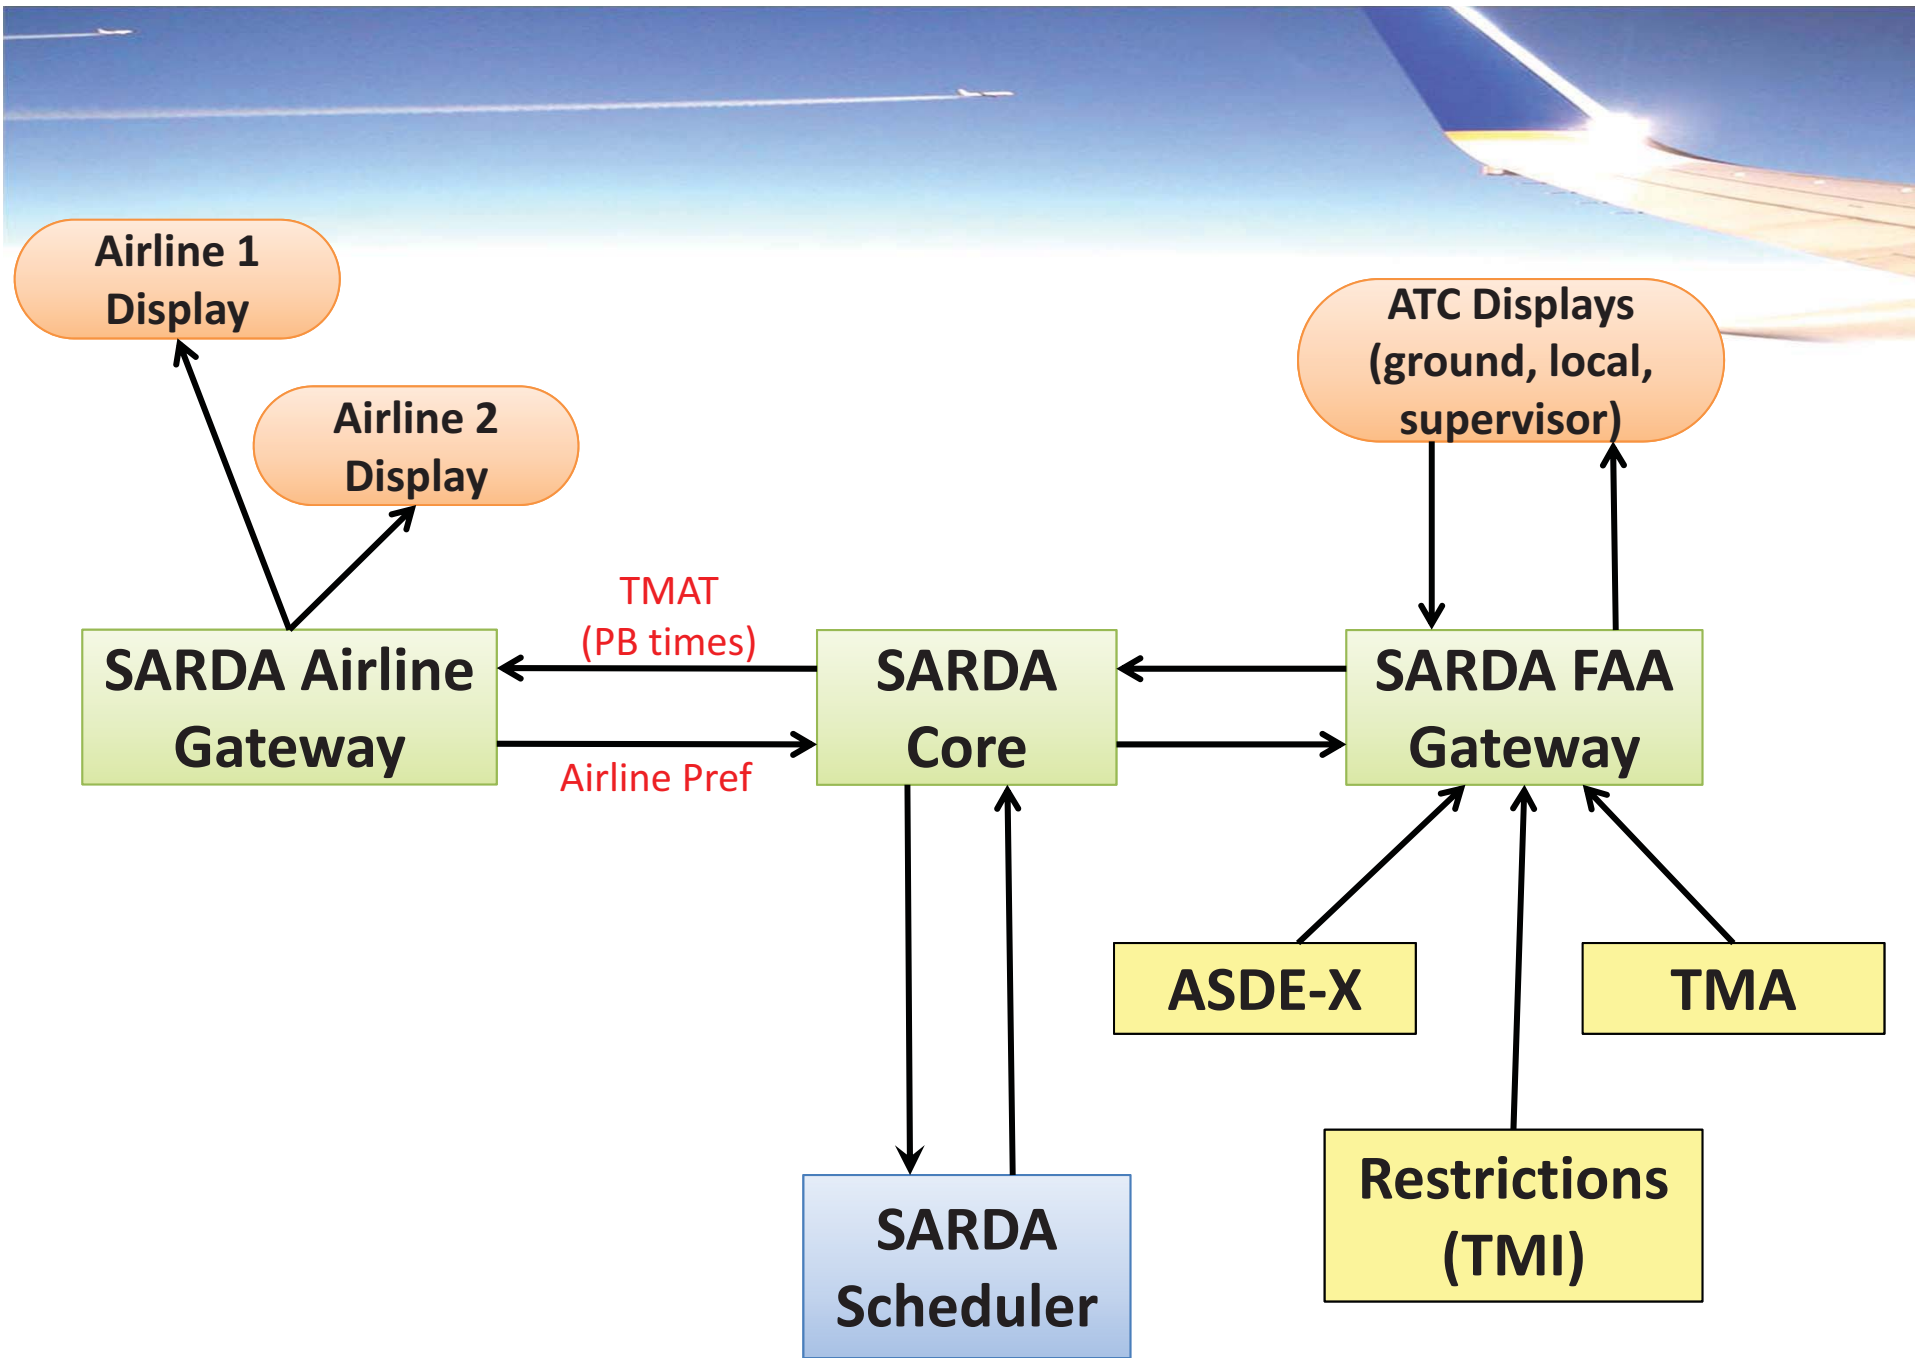 Airline 1
Display
Airline 2
Display
ATC Displays
(ground, local,
supervisor)
TMAT
(PB times)
SARDA Airline
Gateway
SARDA
Core
SARDA FAA
Gateway
Airline Pref
ASDE-X
TMA
Restrictions
(TMI)
SARDA
Scheduler